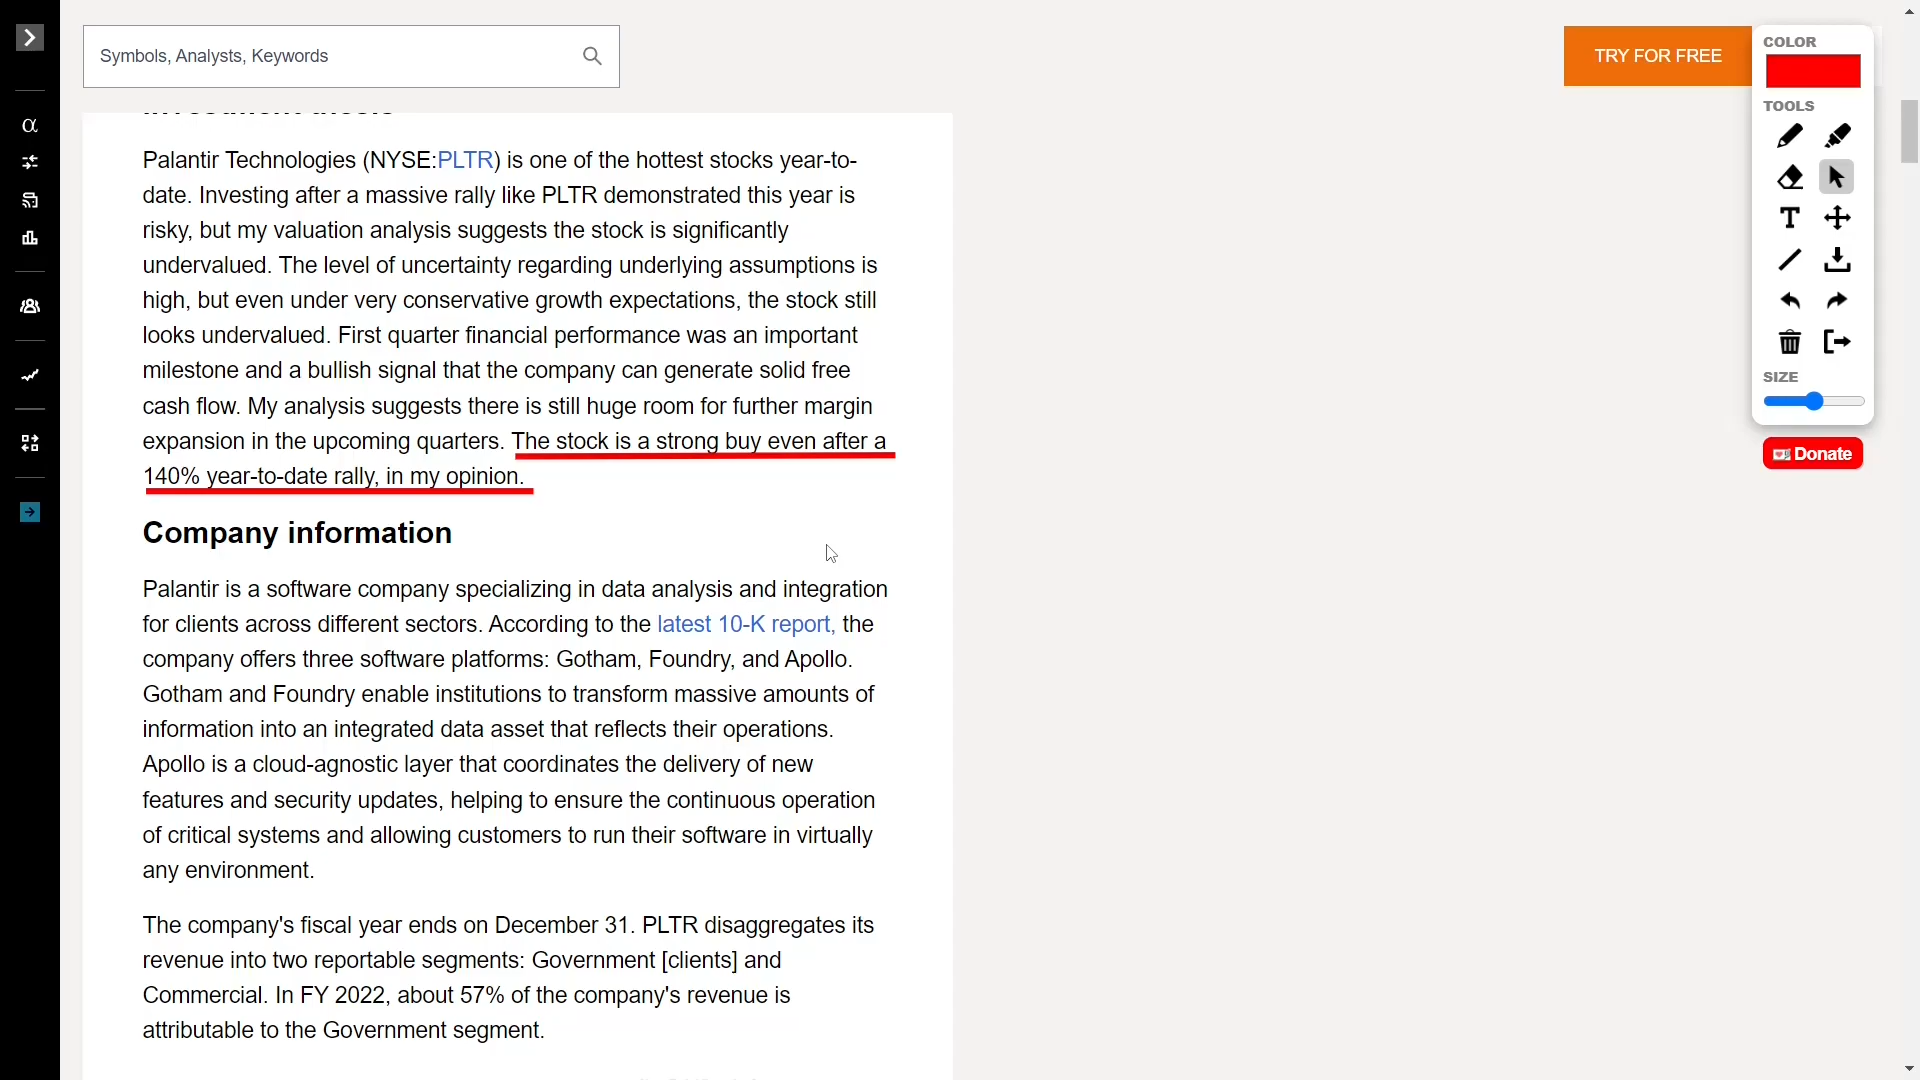 Symbols, Analysts, Keywords
TRY FOR FREE
COLOR
TOOLS
SIZE
Donate
Investment thesis
Palantir Technologies (NYSE:PLTR) is one of the hottest stocks year-to-
date. Investing after a massive rally like PLTR demonstrated this year is
risky, but my valuation analysis suggests the stock is significantly
undervalued. The level of uncertainty regarding underlying assumptions is
high, but even under very conservative growth expectations, the stock still
looks undervalued. First quarter financial performance was an important
milestone and a bullish signal that the company can generate solid free
cash flow. My analysis suggests there is still huge room for further margin
expansion in the upcoming quarters. The stock is a strong buy even after a
140% year-to-date rally, in my opinion.
Company information
Palantir is a software company specializing in data analysis and integration
for clients across different sectors. According to the latest 10-K report, the
company offers three software platforms: Gotham, Foundry, and Apollo.
Gotham and Foundry enable institutions to transform massive amounts of
information into an integrated data asset that reflects their operations.
Apollo is a cloud-agnostic layer that coordinates the delivery of new
features and security updates, helping to ensure the continuous operation
of critical systems and allowing customers to run their software in virtually
any environment.
The company's fiscal year ends on December 31. PLTR disaggregates its
revenue into two reportable segments: Government [clients] and
Commercial. In FY 2022, about 57% of the company's revenue is
attributable to the Government segment.